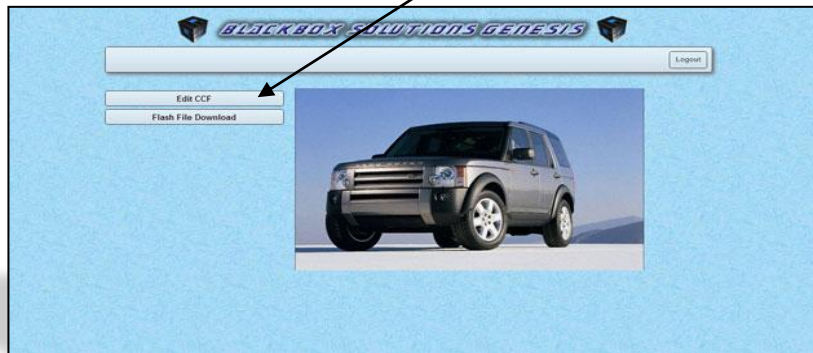 BLACKBOX SOLUTIONS GENESIS
Logout
Edit CCF
Flash File Download